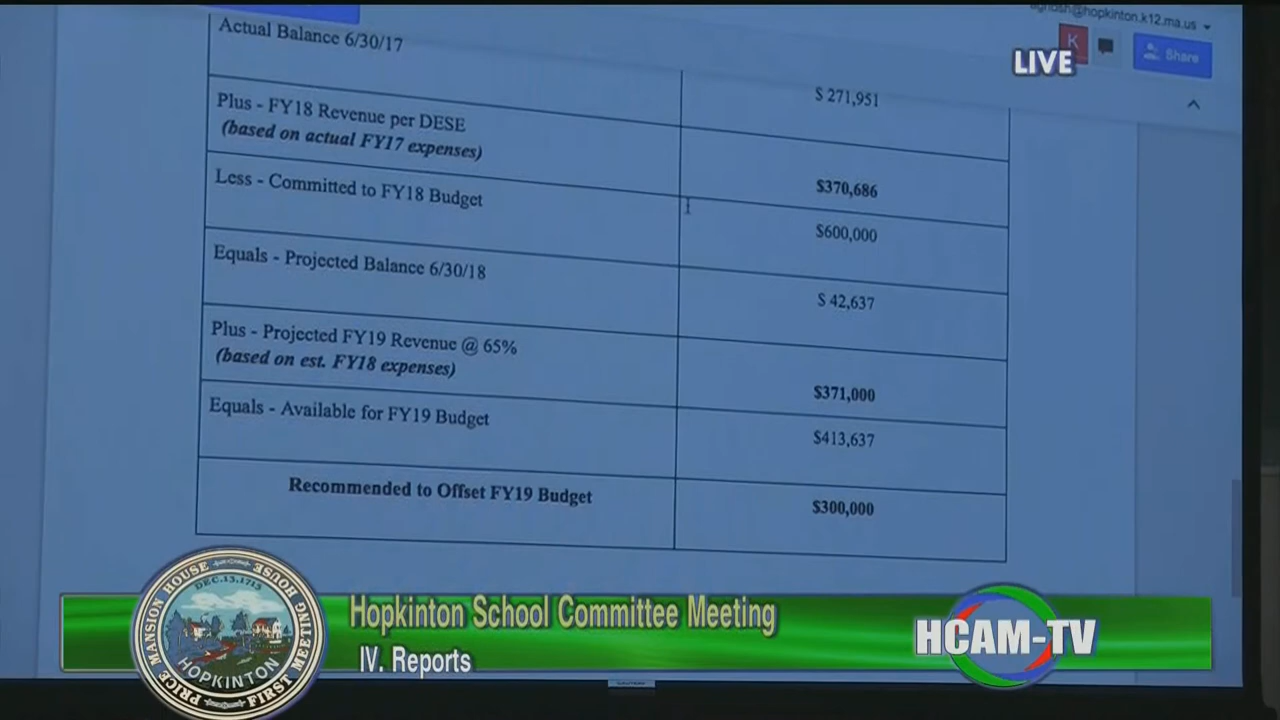 @hopkinton.k12.ma.us
K
Share
LIVE
Actual Balance 6/30/17
$ 271,951
Plus - FY18 Revenue per DESE
(based on actual FY17 expenses)
$370,686
Less - Committed to FY18 Budget
$600,000
Equals - Projected Balance 6/30/18
$ 42,637
Plus - Projected FY19 Revenue @ 65%
(based on est. FY18 expenses)
$371,000
Equals - Available for FY19 Budget
$413,637
Recommended to Offset FY19 Budget
$300,000
PRICE MANSION HOUSE FIRST MEETING HOUSE
DEC.13.1715
HOPKINTON
Hopkinton School Committee Meeting
IV. Reports
HCAM-TV